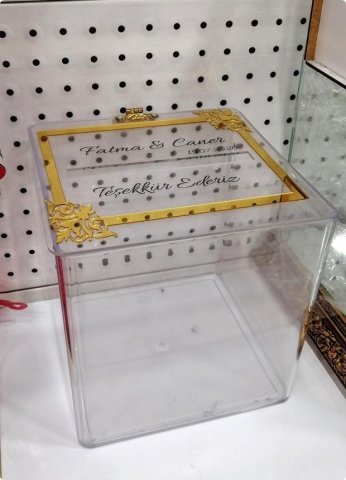 Fatma & Caner
Teşekkür Ederiz